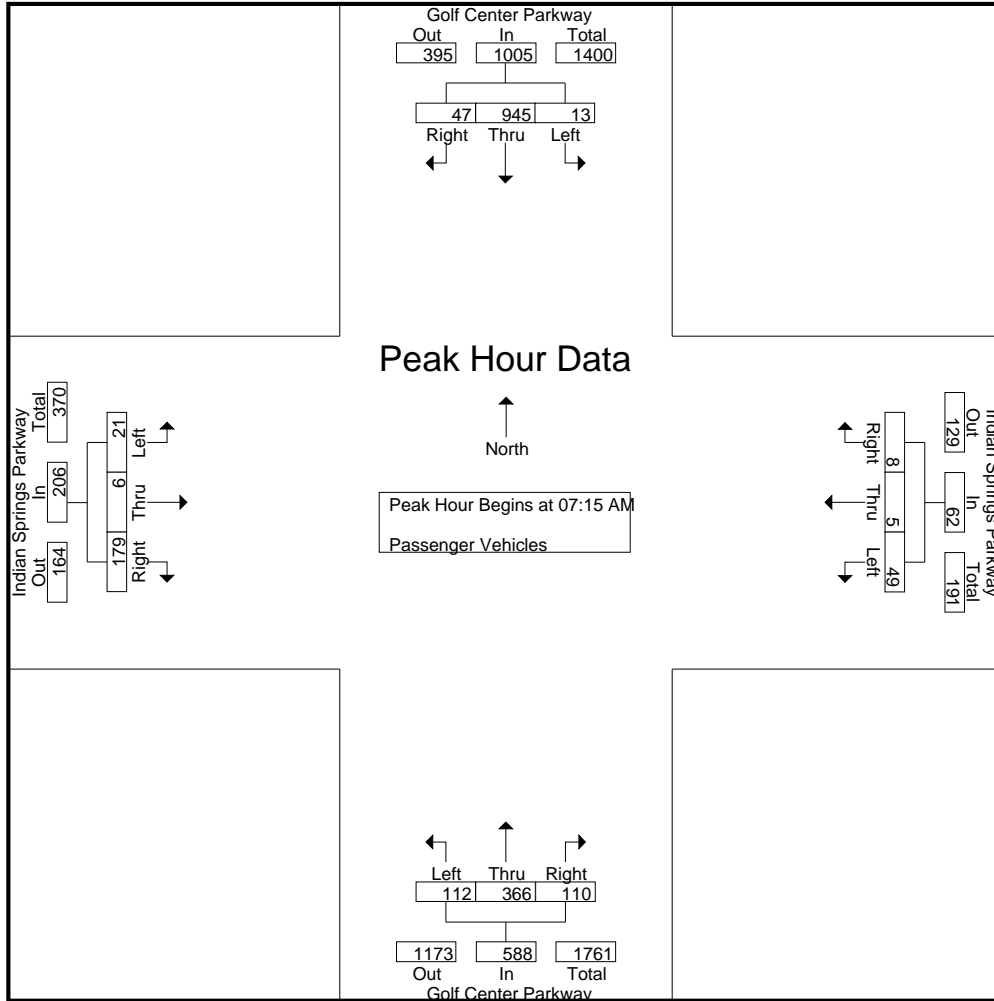 Golf Center Parkway
Out In Total
395 1005 1400
47 945 13
Right Thru Left
Peak Hour Data
North
Peak Hour Begins at 07:15 AM
Passenger Vehicles
Indian Springs Parkway
Out In Total
164 206 370
179 6 21
Right Thru Left
Indian Springs Parkway
Out In Total
129 62 191
8 5 49
Right Thru Left
Left Thru Right
112 366 110
1173 588 1761
Out In Total
Golf Center Parkway